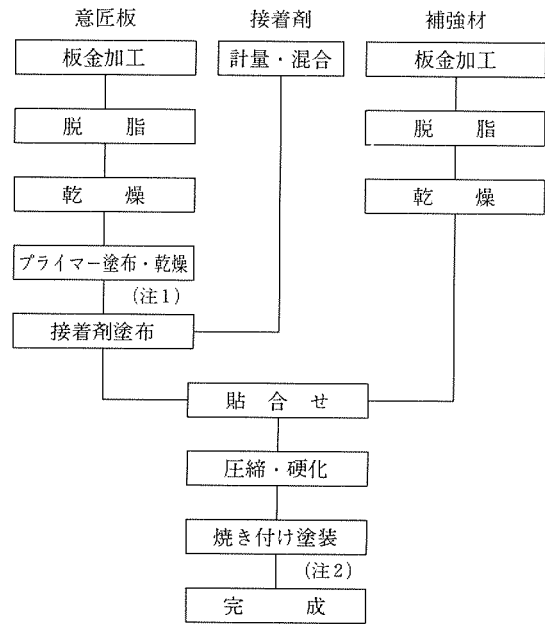 意匠板 接着剤 補強材
板金加工 計量・混合 板金加工
脱脂 脱脂
乾燥 乾燥
プライマー塗布・乾燥
(注1)
接着剤塗布
貼合せ
圧締・硬化
焼き付け塗装
(注2)
完成